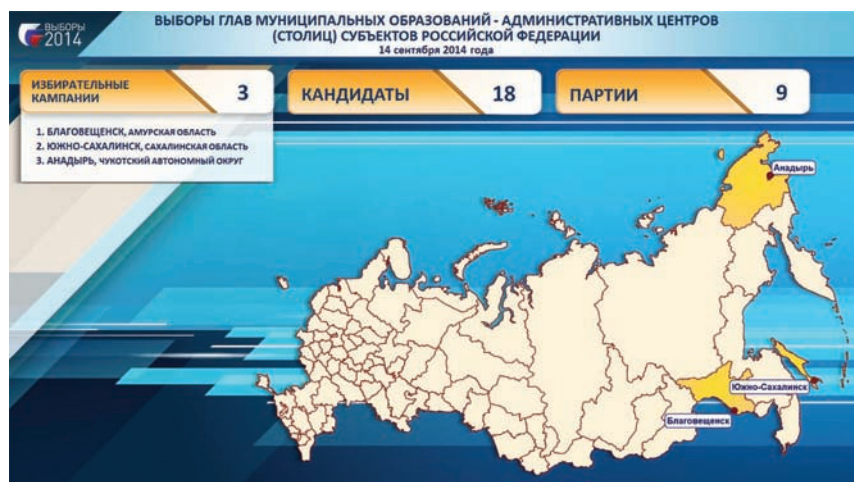 ВЫБОРЫ
2014
ВЫБОРЫ ГЛАВ МУНИЦИПАЛЬНЫХ ОБРАЗОВАНИЙ - АДМИНИСТРАТИВНЫХ ЦЕНТРОВ
(СТОЛИЦ) СУБЪЕКТОВ РОССИЙСКОЙ ФЕДЕРАЦИИ
14 сентября 2014 года
ИЗБИРАТЕЛЬНЫЕ
КАМПАНИИ 3
КАНДИДАТЫ 18
ПАРТИИ 9
1. БЛАГОВЕЩЕНСК, АМУРСКАЯ ОБЛАСТЬ
2. ЮЖНО-САХАЛИНСК, САХАЛИНСКАЯ ОБЛАСТЬ
3. АНАДЫРЬ, ЧУКОТСКИЙ АВТОНОМНЫЙ ОКРУГ
Анадырь
Южно-Сахалинск
Благовещенск